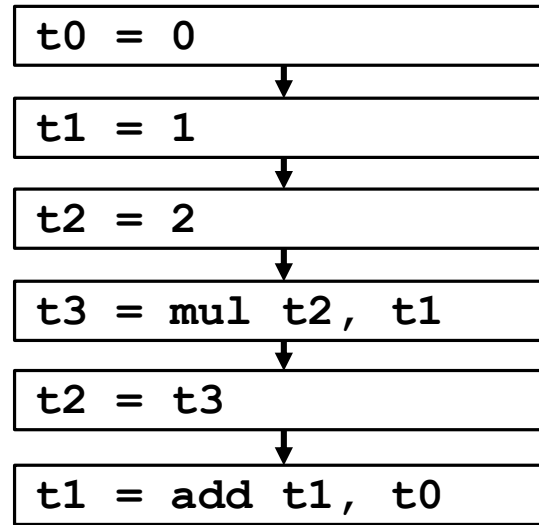 t0 = 0
t1 = 1
t2 = 2
t3 = mul t2, t1
t2 = t3
t1 = add t1, t0